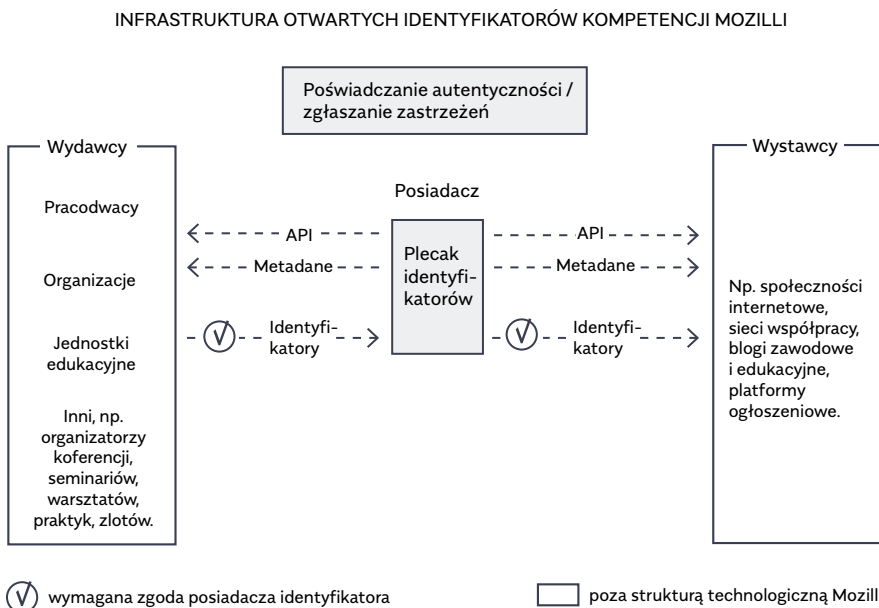 INFRASTRUKTURA OTWARTYCH IDENTYFIKATORÓW KOMPETENCJI MOZILLI
Poświadczanie autentyczności /
zgłaszanie zastrzeżeń
Wydawcy
Pracodwacy
Organizacje
Jednostki
edukacyjne
Inni, np.
organizatorzy
koferencji,
seminariów,
warsztatów,
praktyk, zlotów.
API
Metadane
Identyfi-
katory
Posiadacz
Plecak
identyfi-
katorów
API
Metadane
Identyfi-
katory
Wystawcy
Np. społeczności
internetowe,
sieci współpracy,
blogi zawodowe
i edukacyjne,
platformy
ogłoszeniowe.
wymagana zgoda posiadacza identyfikatora
poza strukturą technologiczną Mozill